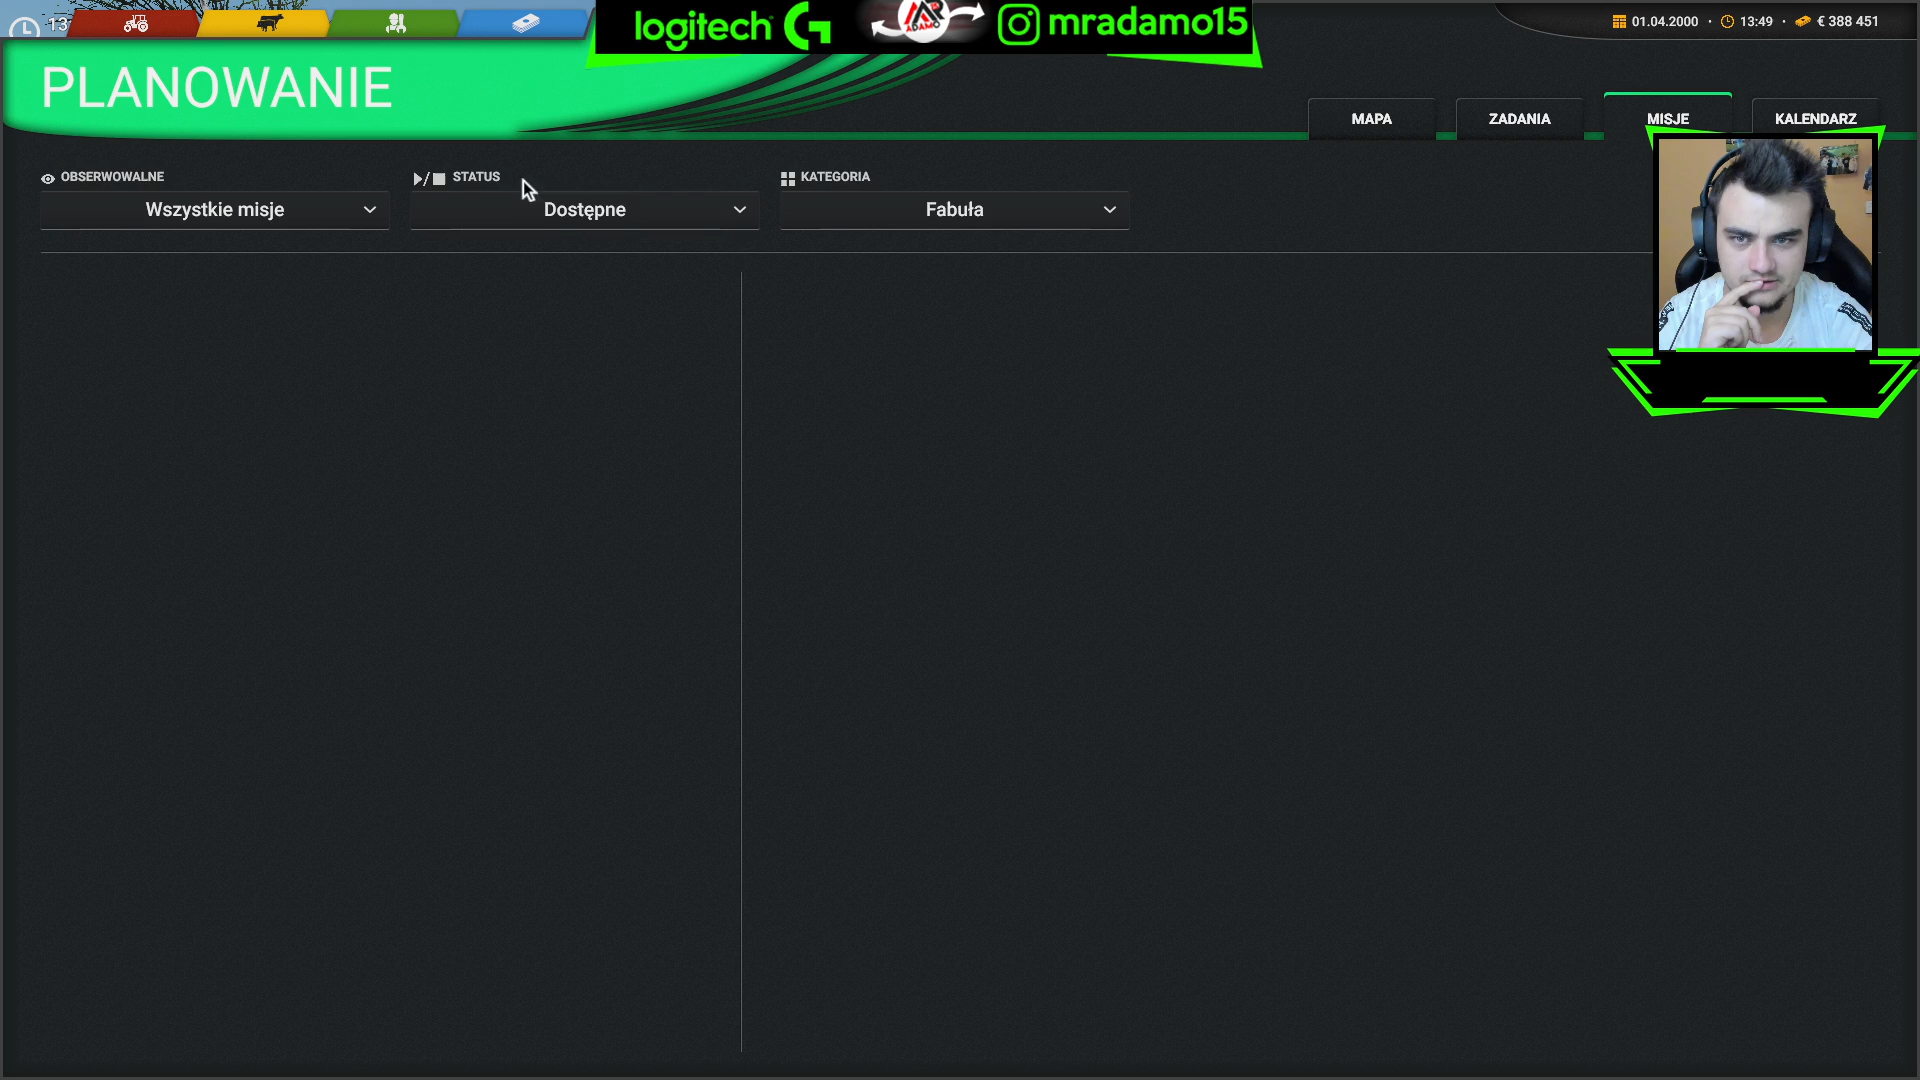 13
logitech G
ADAMO
mradamo15
01.04.2000 · 13:49 · € 388 451
PLANOWANIE
MAPA
ZADANIA
MISJE
KALENDARZ
OBSERWOWALNE
STATUS
KATEGORIA
Wszystkie misje
Dostępne
Fabuła